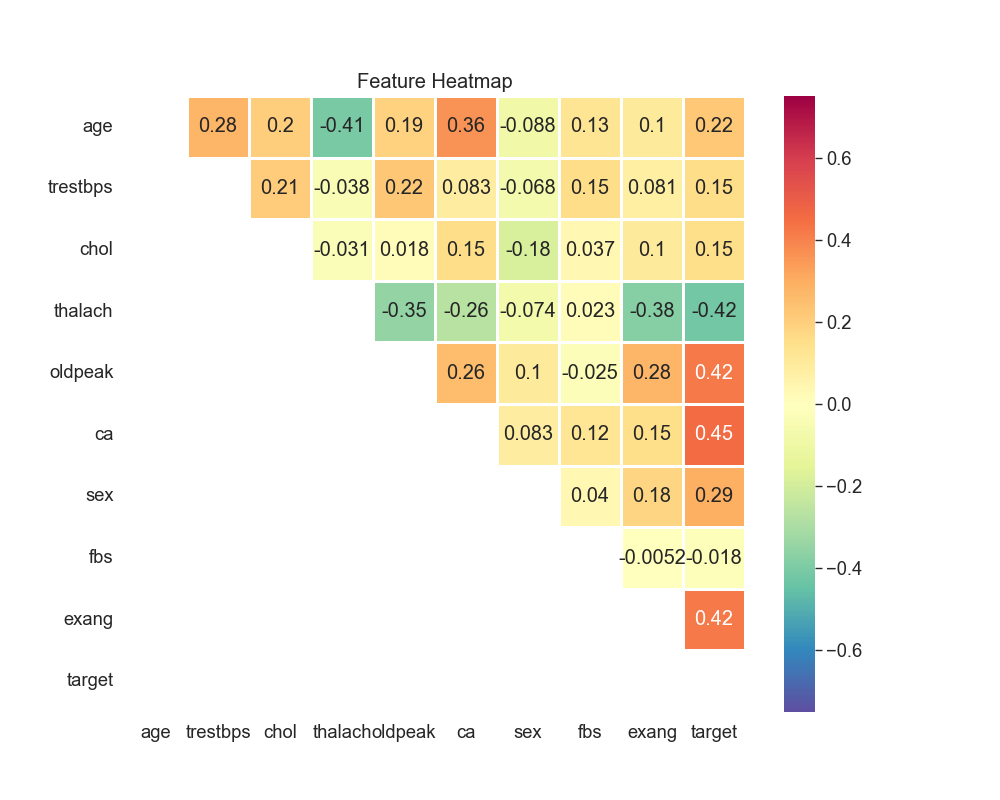 Feature Heatmap
age 0.28 0.2 -0.41 0.19 0.36 -0.088 0.13 0.1 0.22
trestbps 0.21 -0.038 0.22 0.083 -0.068 0.15 0.081 0.15
chol -0.031 0.018 0.15 -0.18 0.037 0.1 0.15
thalach -0.35 -0.26 -0.074 0.023 -0.38 -0.42
oldpeak 0.26 0.1 -0.025 0.28 0.42
ca 0.083 0.12 0.15 0.45
sex 0.04 0.18 0.29
fbs -0.0052 -0.018
exang 0.42
target
age trestbps chol thalach oldpeak ca sex fbs exang target
0.6
0.4
0.2
0.0
−0.2
−0.4
−0.6